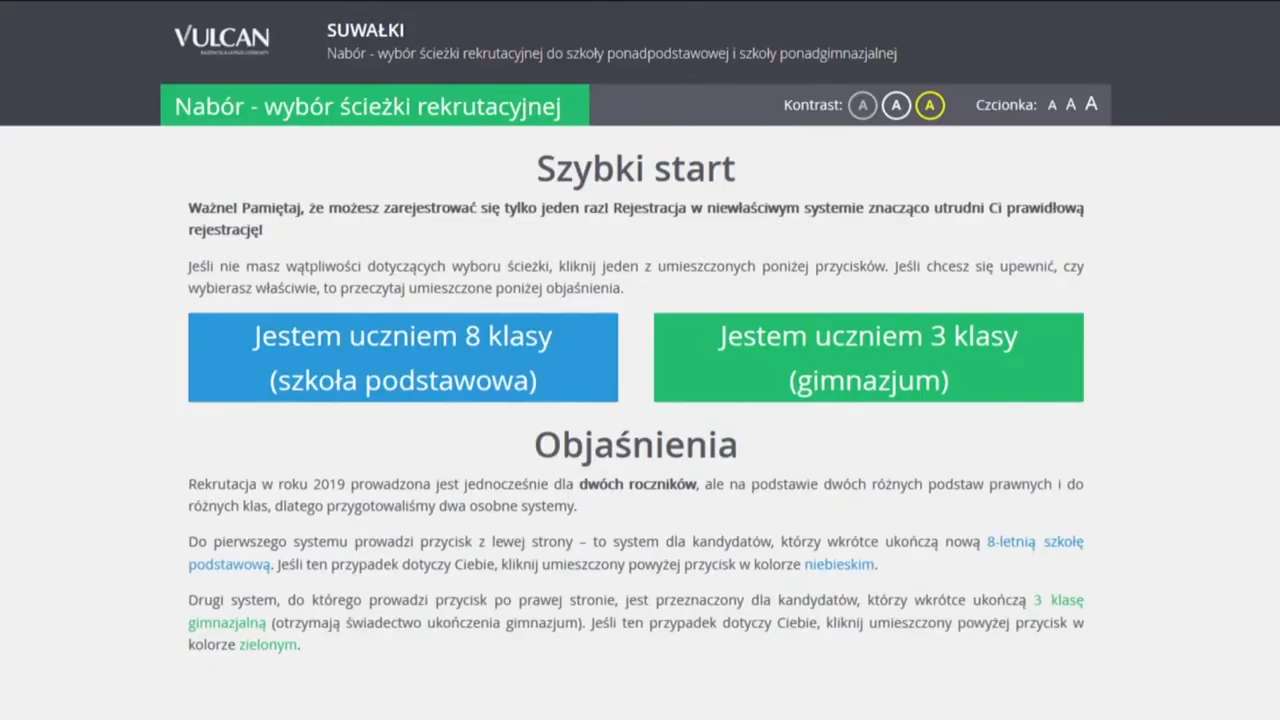 VULCAN
SUWAŁKI
Nabór - wybór ścieżki rekrutacyjnej do szkoły ponadpodstawowej i szkoły ponadgimnazjalnej
Nabór - wybór ścieżki rekrutacyjnej
Kontrast: A A A Czcionka: A A A
Szybki start
Ważne! Pamiętaj, że możesz zarejestrować się tylko jeden raz! Rejestracja w niewłaściwym systemie znacząco utrudni Ci prawidłową
rejestrację!
Jeśli nie masz wątpliwości dotyczących wyboru ścieżki, kliknij jeden z umieszczonych poniżej przycisków. Jeśli chcesz się upewnić, czy
wybierasz właściwie, to przeczytaj umieszczone poniżej objaśnienia.
Jestem uczniem 8 klasy
(szkoła podstawowa)
Jestem uczniem 3 klasy
(gimnazjum)
Objaśnienia
Rekrutacja w roku 2019 prowadzona jest jednocześnie dla dwóch roczników, ale na podstawie dwóch różnych podstaw prawnych i do
różnych klas, dlatego przygotowaliśmy dwa osobne systemy.
Do pierwszego systemu prowadzi przycisk z lewej strony – to system dla kandydatów, którzy wkrótce ukończą nową 8-letnią szkołę
podstawową. Jeśli ten przypadek dotyczy Ciebie, kliknij umieszczony powyżej przycisk w kolorze niebieskim.
Drugi system, do którego prowadzi przycisk po prawej stronie, jest przeznaczony dla kandydatów, którzy wkrótce ukończą 3 klasę
gimnazjalną (otrzymają świadectwo ukończenia gimnazjum). Jeśli ten przypadek dotyczy Ciebie, kliknij umieszczony powyżej przycisk w
kolorze zielonym.